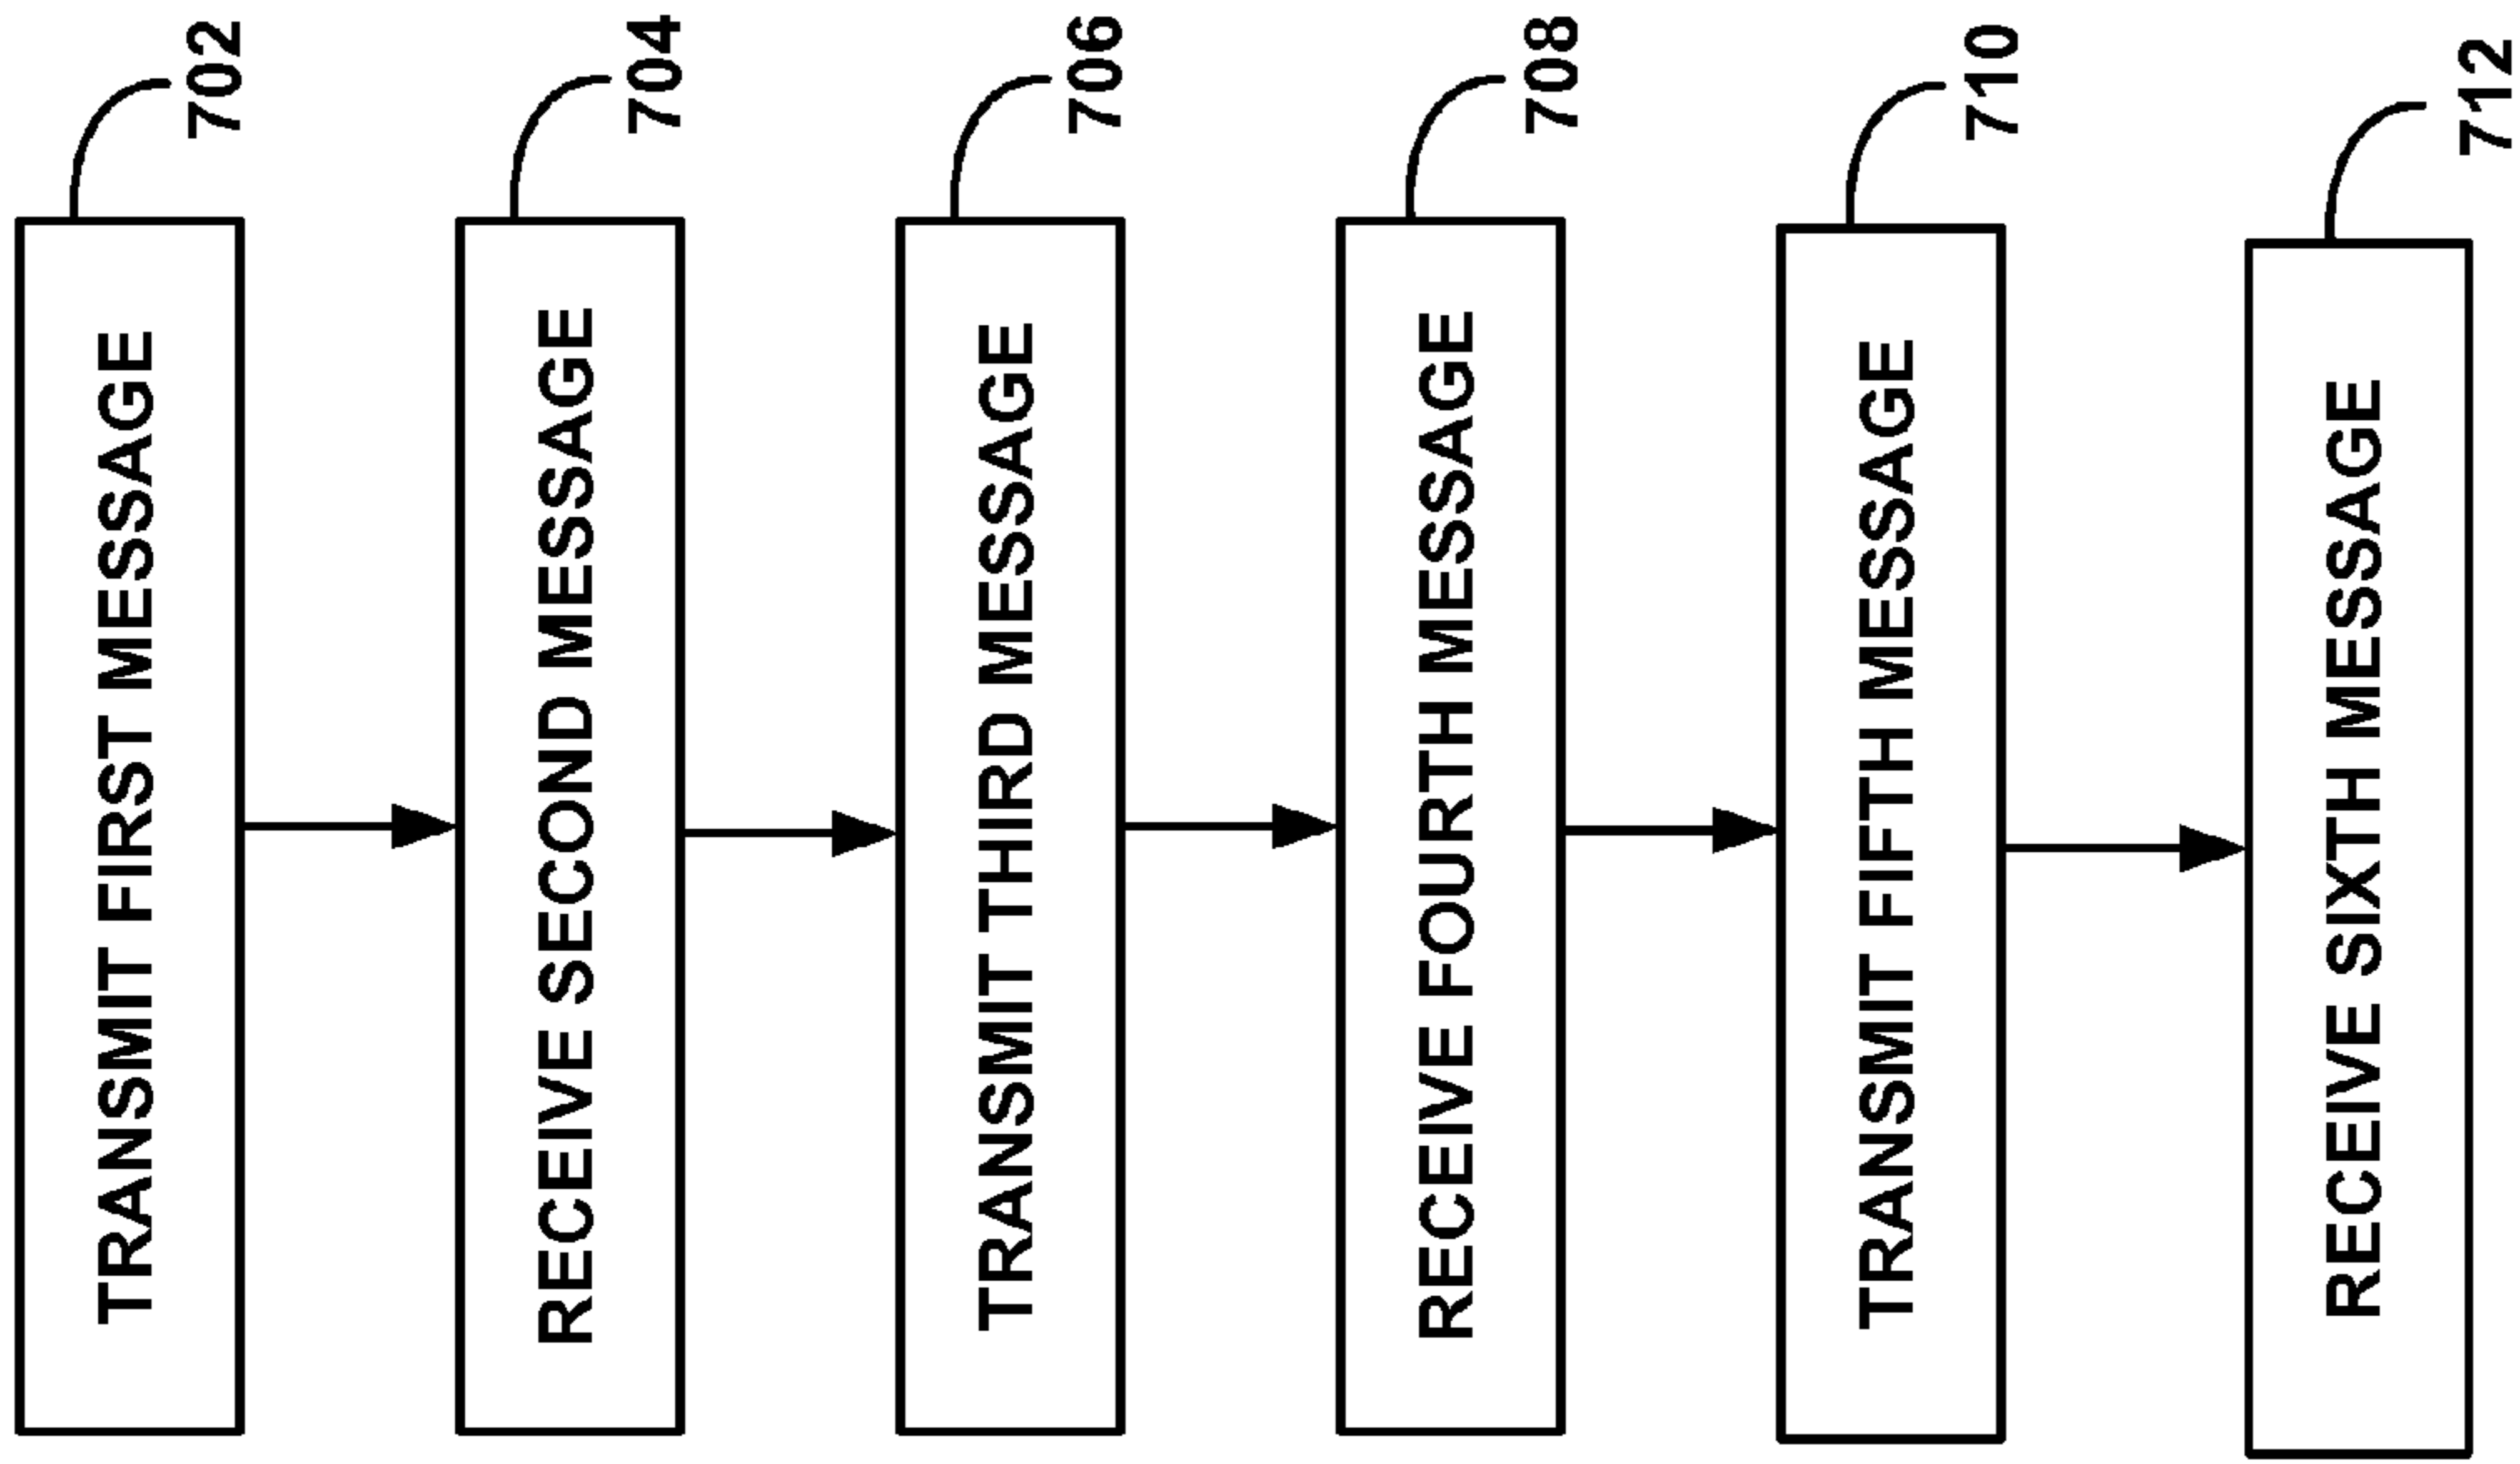 TRANSMIT FIRST MESSAGE
702
RECEIVE SECOND MESSAGE
704
TRANSMIT THIRD MESSAGE
706
RECEIVE FOURTH MESSAGE
708
TRANSMIT FIFTH MESSAGE
710
RECEIVE SIXTH MESSAGE
712